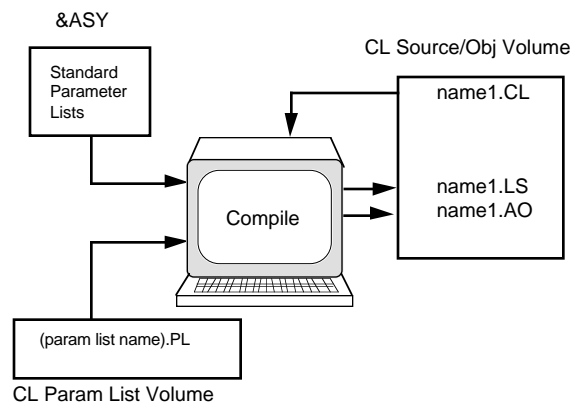 &ASY
Standard
Parameter
Lists
CL Source/Obj Volume
name1.CL
name1.LS
name1.AO
Compile
(param list name).PL
CL Param List Volume